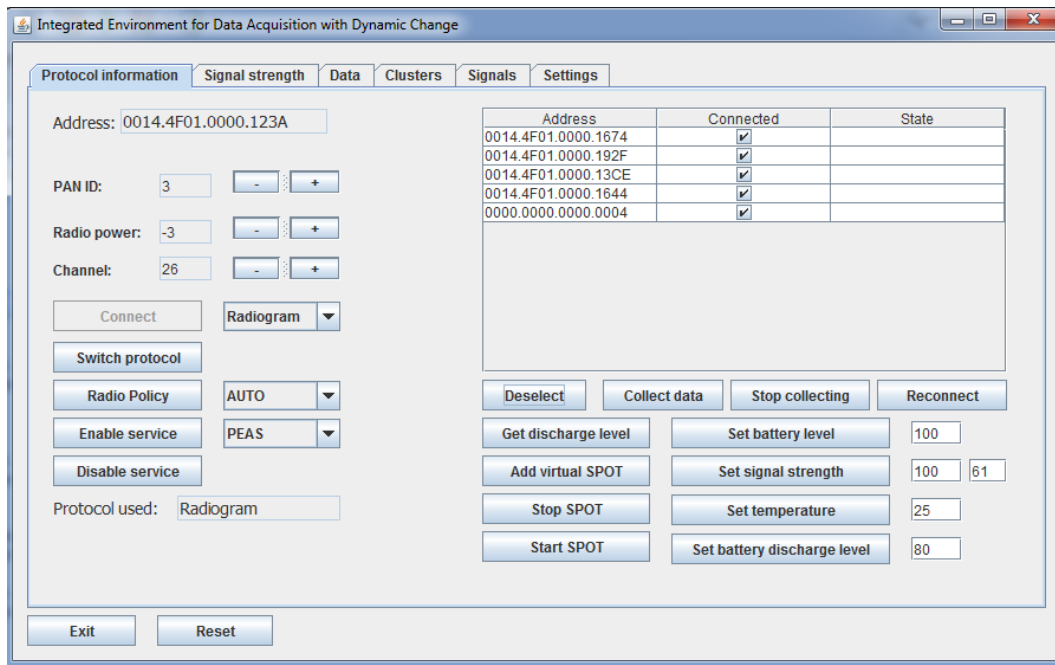 Integrated Environment for Data Acquisition with Dynamic Change
Protocol information Signal strength Data Clusters Signals Settings
Address: 0014.4F01.0000.123A
PAN ID: 3 - +
Radio power: -3 - +
Channel: 26 - +
Connect Radiogram
Switch protocol
Radio Policy AUTO
Enable service PEAS
Disable service
Protocol used: Radiogram
Address Connected State
0014.4F01.0000.1674
0014.4F01.0000.192F
0014.4F01.0000.13CE
0014.4F01.0000.1644
0000.0000.0000.0004
Deselect Collect data Stop collecting Reconnect
Get discharge level Set battery level 100
Add virtual SPOT Set signal strength 100 61
Stop SPOT Set temperature 25
Start SPOT Set battery discharge level 80
Exit Reset